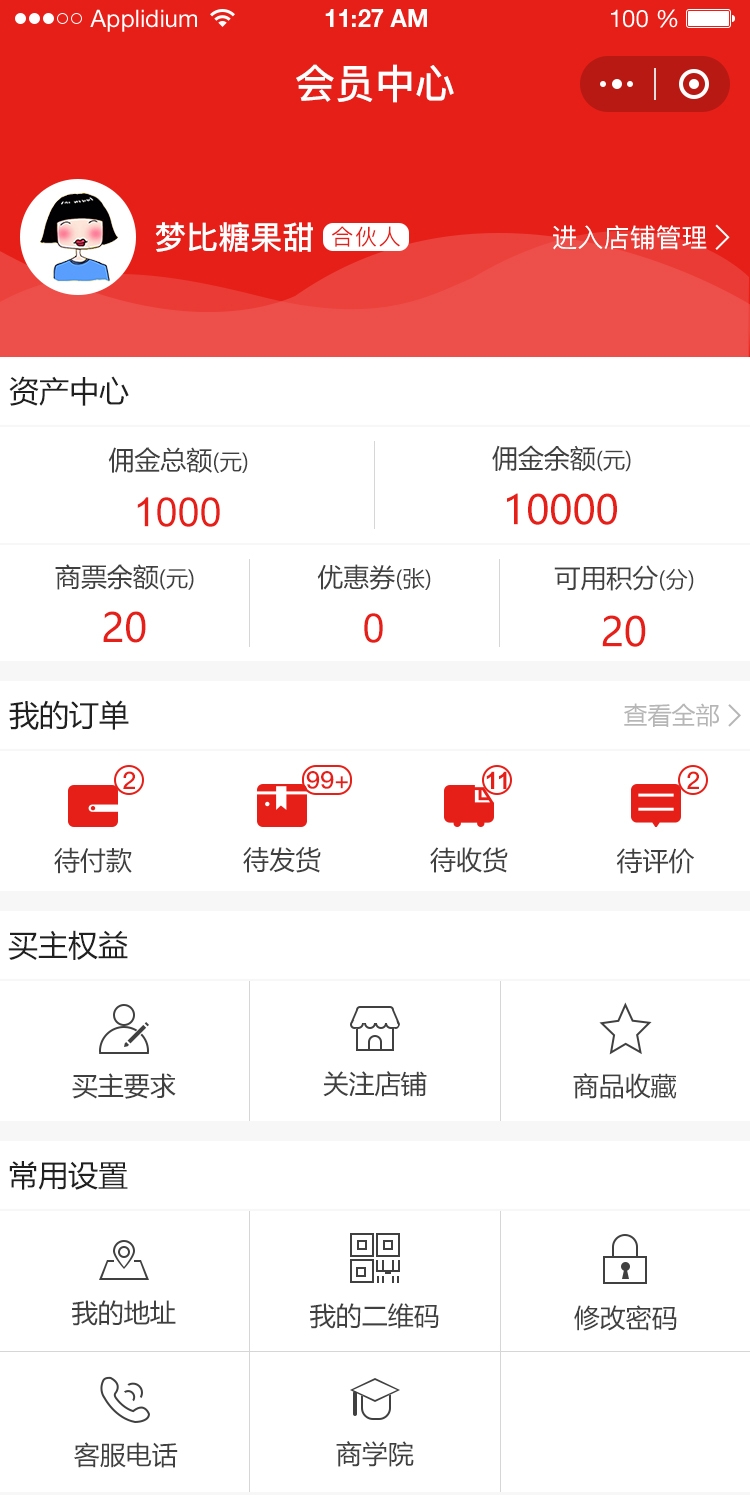 Applidium 11:27 AM 100 %
会员中心
梦比糖果甜 合伙人 进入店铺管理
资产中心
佣金总额(元) 佣金余额(元)
1000 10000
商票余额(元) 优惠券(张) 可用积分(分)
20 0 20
我的订单 查看全部
2 99+ 11 2
待付款 待发货 待收货 待评价
买主权益
买主要求 关注店铺 商品收藏
常用设置
我的地址 我的二维码 修改密码
客服电话 商学院